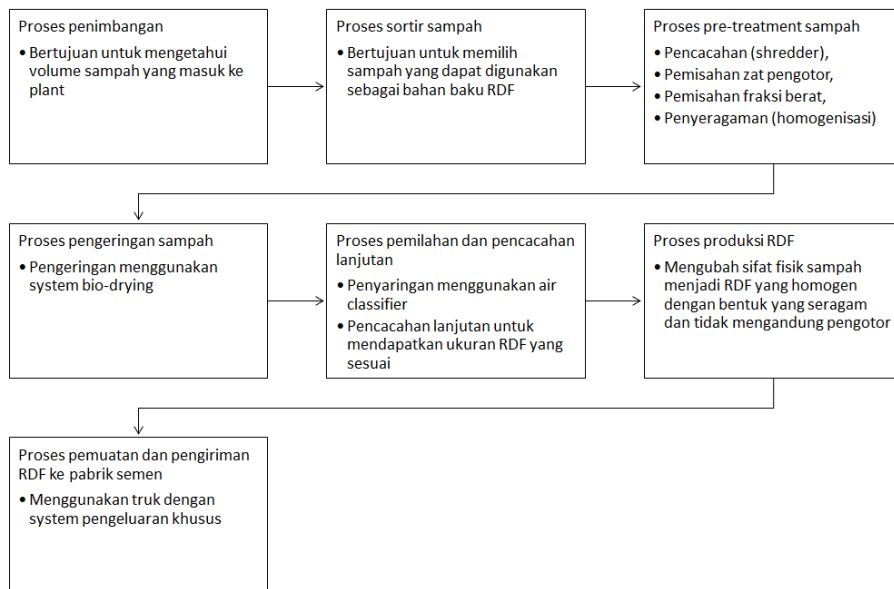 Proses penimbangan
• Bertujuan untuk mengetahui
volume sampah yang masuk ke
plant
Proses sortir sampah
• Bertujuan untuk memilih
sampah yang dapat digunakan
sebagai bahan baku RDF
Proses pre-treatment sampah
• Pencacahan (shredder),
• Pemisahan zat pengotor,
• Pemisahan fraksi berat,
• Penyeragaman (homogenisasi)
Proses pengeringan sampah
• Pengeringan menggunakan
system bio-drying
Proses pemilahan dan pencacahan
lanjutan
• Penyaringan menggunakan air
classifier
• Pencacahan lanjutan untuk
mendapatkan ukuran RDF yang
sesuai
Proses produksi RDF
• Mengubah sifat fisik sampah
menjadi RDF yang homogen
dengan bentuk yang seragam
dan tidak mengandung pengotor
Proses pemuatan dan pengiriman
RDF ke pabrik semen
• Menggunakan truk dengan
system pengeluaran khusus